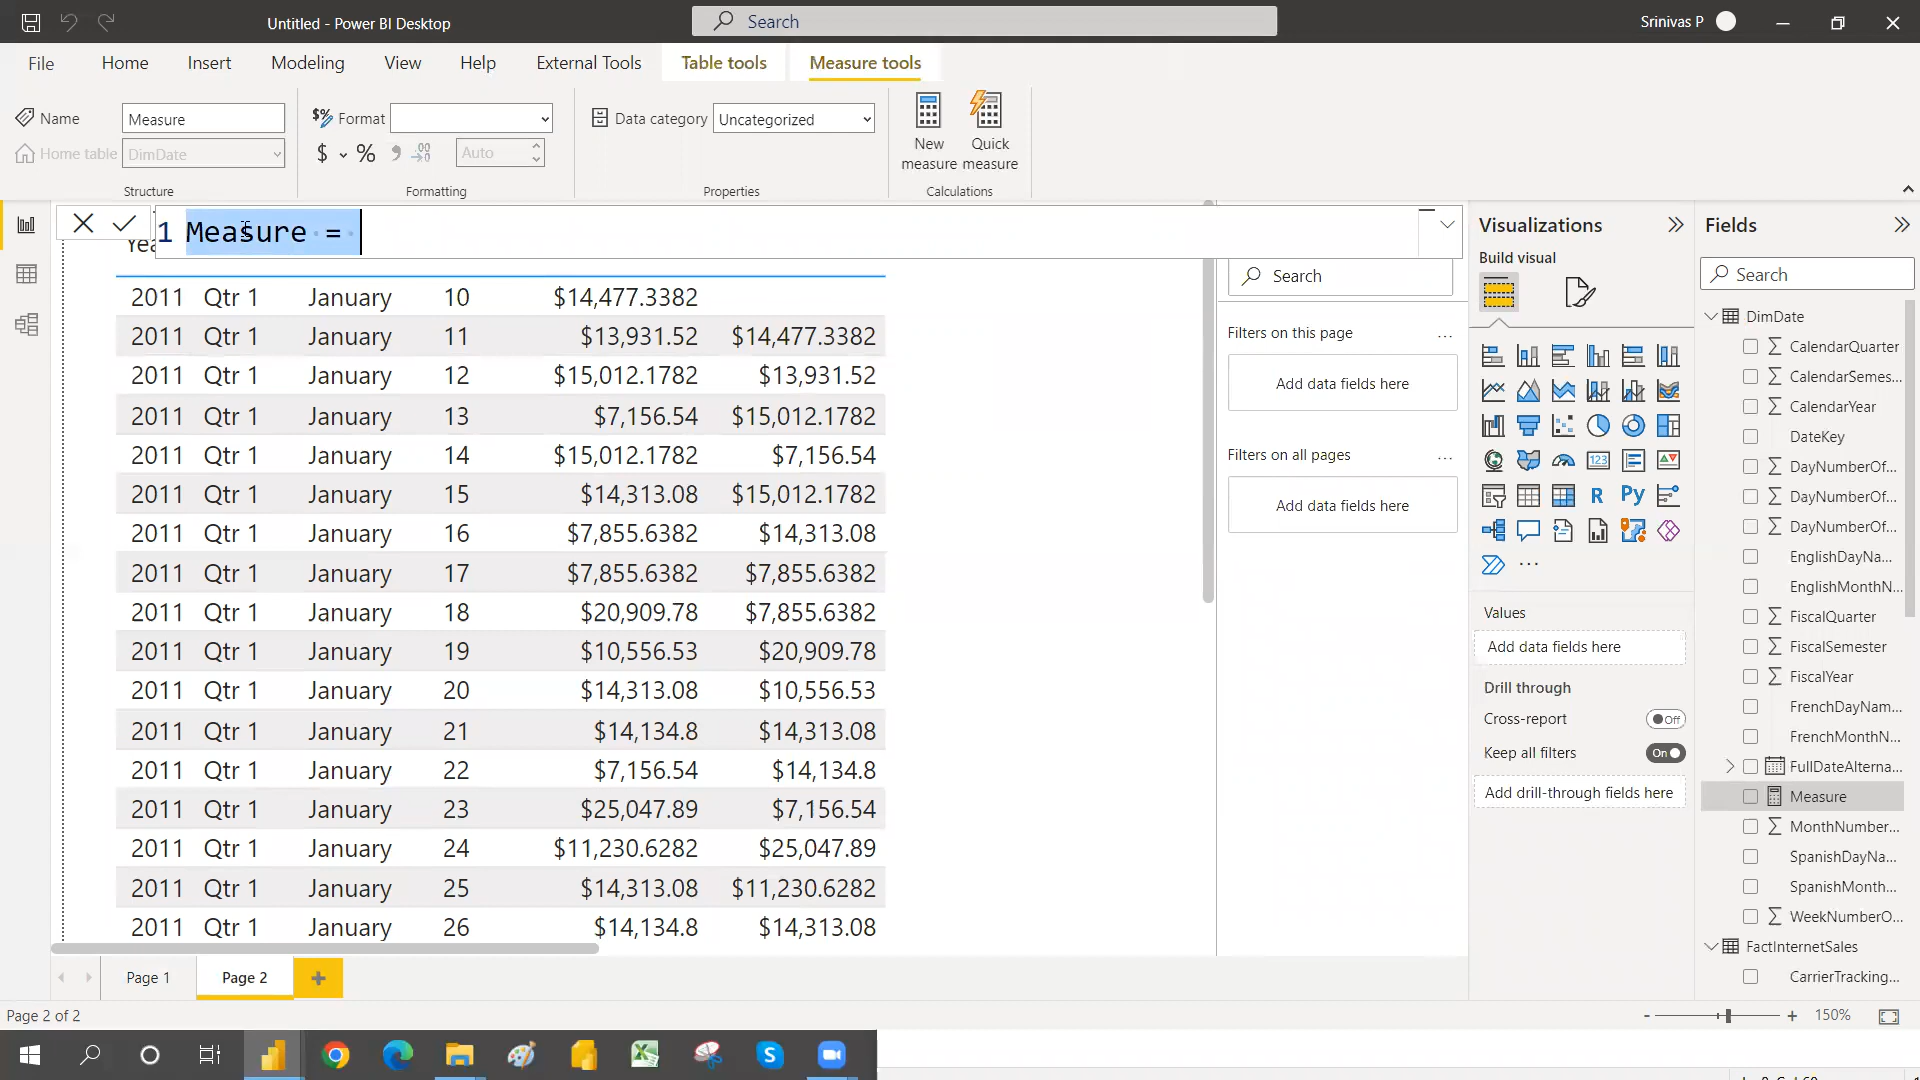 Untitled - Power BI Desktop
Search
Srinivas P
File Home Insert Modeling View Help External Tools Table tools Measure tools
Name Measure
Home table DimDate
Structure
Format
$ % Auto
Formatting
Data category Uncategorized
Properties
New measure
Quick measure
Calculations
1 Measure =
Yea
2011 Qtr 1 January 10 $14,477.3382
2011 Qtr 1 January 11 $13,931.52 $14,477.3382
2011 Qtr 1 January 12 $15,012.1782 $13,931.52
2011 Qtr 1 January 13 $7,156.54 $15,012.1782
2011 Qtr 1 January 14 $15,012.1782 $7,156.54
2011 Qtr 1 January 15 $14,313.08 $15,012.1782
2011 Qtr 1 January 16 $7,855.6382 $14,313.08
2011 Qtr 1 January 17 $7,855.6382 $7,855.6382
2011 Qtr 1 January 18 $20,909.78 $7,855.6382
2011 Qtr 1 January 19 $10,556.53 $20,909.78
2011 Qtr 1 January 20 $14,313.08 $10,556.53
2011 Qtr 1 January 21 $14,134.8 $14,313.08
2011 Qtr 1 January 22 $7,156.54 $14,134.8
2011 Qtr 1 January 23 $25,047.89 $7,156.54
2011 Qtr 1 January 24 $11,230.6282 $25,047.89
2011 Qtr 1 January 25 $14,313.08 $11,230.6282
2011 Qtr 1 January 26 $14,134.8 $14,313.08
Search
Filters on this page ...
Add data fields here
Filters on all pages ...
Add data fields here
Visualizations
Build visual
123
R Py
...
Values
Add data fields here
Drill through
Cross-report Off
Keep all filters On
Add drill-through fields here
Fields
Search
DimDate
CalendarQuarter
CalendarSemes...
CalendarYear
DateKey
DayNumberOf...
DayNumberOf...
DayNumberOf...
EnglishDayNa...
EnglishMonthN...
FiscalQuarter
FiscalSemester
FiscalYear
FrenchDayNam...
FrenchMonthN...
FullDateAlterna...
Measure
MonthNumber...
SpanishDayNa...
SpanishMonth...
WeekNumberO...
FactInternetSales
CarrierTracking...
Page 1 Page 2 +
Page 2 of 2
- + 150%